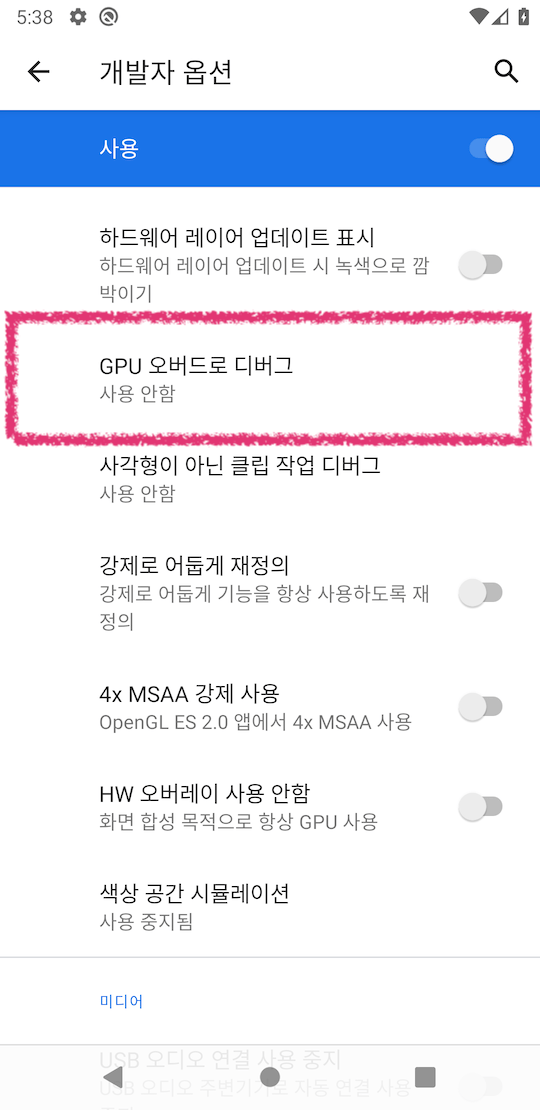 5:38
개발자 옵션
사용
하드웨어 레이어 업데이트 표시
하드웨어 레이어 업데이트 시 녹색으로 깜
박이기
GPU 오버드로 디버그
사용 안함
사각형이 아닌 클립 작업 디버그
사용 안함
강제로 어둡게 재정의
강제로 어둡게 기능을 항상 사용하도록 재
정의
4x MSAA 강제 사용
OpenGL ES 2.0 앱에서 4x MSAA 사용
HW 오버레이 사용 안함
화면 합성 목적으로 항상 GPU 사용
색상 공간 시뮬레이션
사용 중지됨
미디어
USB 오디오 연결 사용 중지
USB 오디오 주변기기로 자동 연결 사용